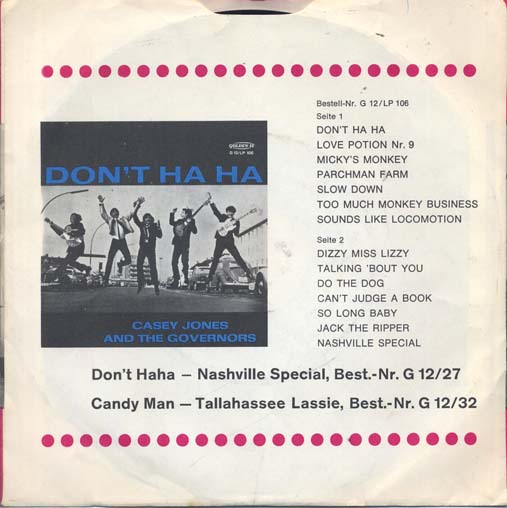 GOLDEN 12
G 12/LP 106
DON'T HA HA
CASEY JONES
AND THE GOVERNORS
Bestell-Nr. G 12/LP 106
Seite 1
DON'T HA HA
LOVE POTION Nr. 9
MICKY'S MONKEY
PARCHMAN FARM
SLOW DOWN
TOO MUCH MONKEY BUSINESS
SOUNDS LIKE LOCOMOTION
Seite 2
DIZZY MISS LIZZY
TALKING 'BOUT YOU
DO THE DOG
CAN'T JUDGE A BOOK
SO LONG BABY
JACK THE RIPPER
NASHVILLE SPECIAL
Don't Haha – Nashville Special, Best.-Nr. G 12/27
Candy Man – Tallahassee Lassie, Best.-Nr. G 12/32